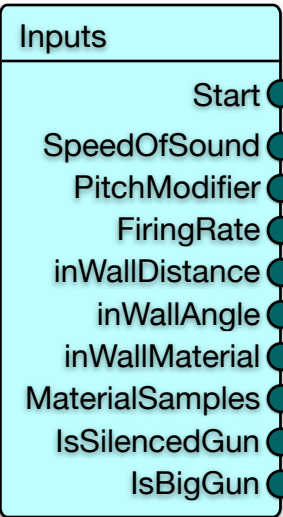 Inputs
Start
SpeedOfSound
PitchModifier
FiringRate
inWallDistance
inWallAngle
inWallMaterial
MaterialSamples
IsSilencedGun
IsBigGun